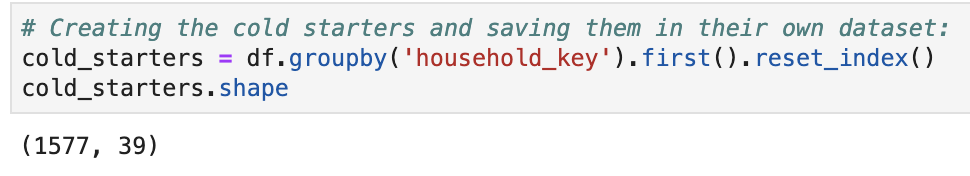 # Creating the cold starters and saving them in their own dataset:
cold_starters = df.groupby('household_key').first().reset_index()
cold_starters.shape
(1577, 39)